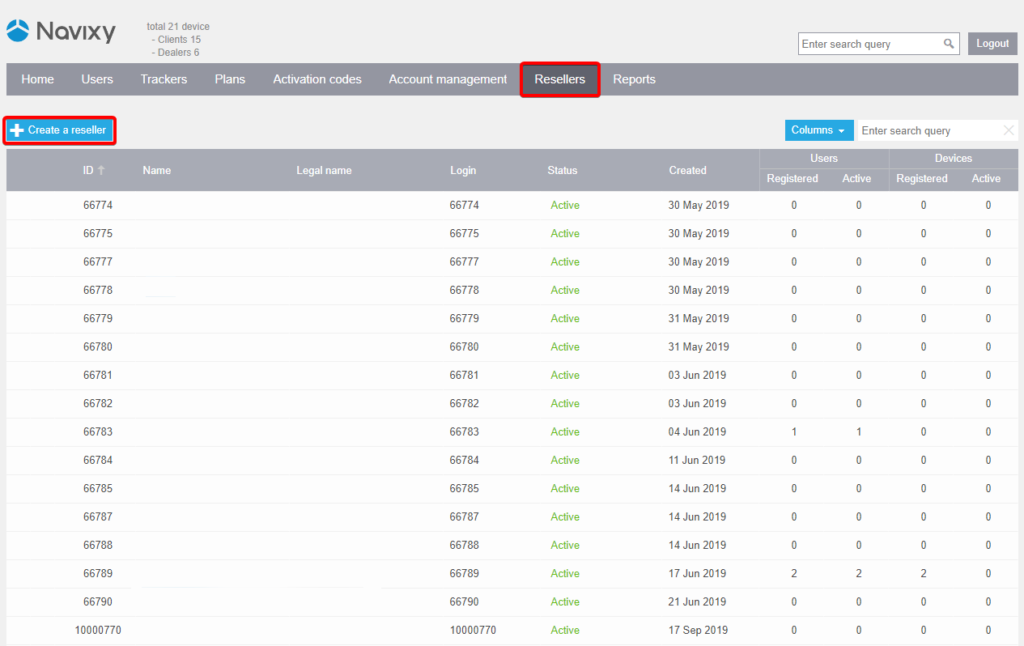 Navixy
total 21 device
- Clients 15
- Dealers 6
Enter search query
Logout
Home Users Trackers Plans Activation codes Account management Resellers Reports
Create a reseller
Columns
Enter search query
ID ↑ Name Legal name Login Status Created Users Devices
Registered Active Registered Active
66774 66774 Active 30 May 2019 0 0 0 0
66775 66775 Active 30 May 2019 0 0 0 0
66777 66777 Active 30 May 2019 0 0 0 0
66778 66778 Active 30 May 2019 0 0 0 0
66779 66779 Active 31 May 2019 0 0 0 0
66780 66780 Active 31 May 2019 0 0 0 0
66781 66781 Active 03 Jun 2019 0 0 0 0
66782 66782 Active 03 Jun 2019 0 0 0 0
66783 66783 Active 04 Jun 2019 1 1 0 0
66784 66784 Active 11 Jun 2019 0 0 0 0
66785 66785 Active 14 Jun 2019 0 0 0 0
66787 66787 Active 14 Jun 2019 0 0 0 0
66788 66788 Active 14 Jun 2019 0 0 0 0
66789 66789 Active 17 Jun 2019 2 2 2 0
66790 66790 Active 21 Jun 2019 0 0 0 0
10000770 10000770 Active 17 Sep 2019 0 0 0 0